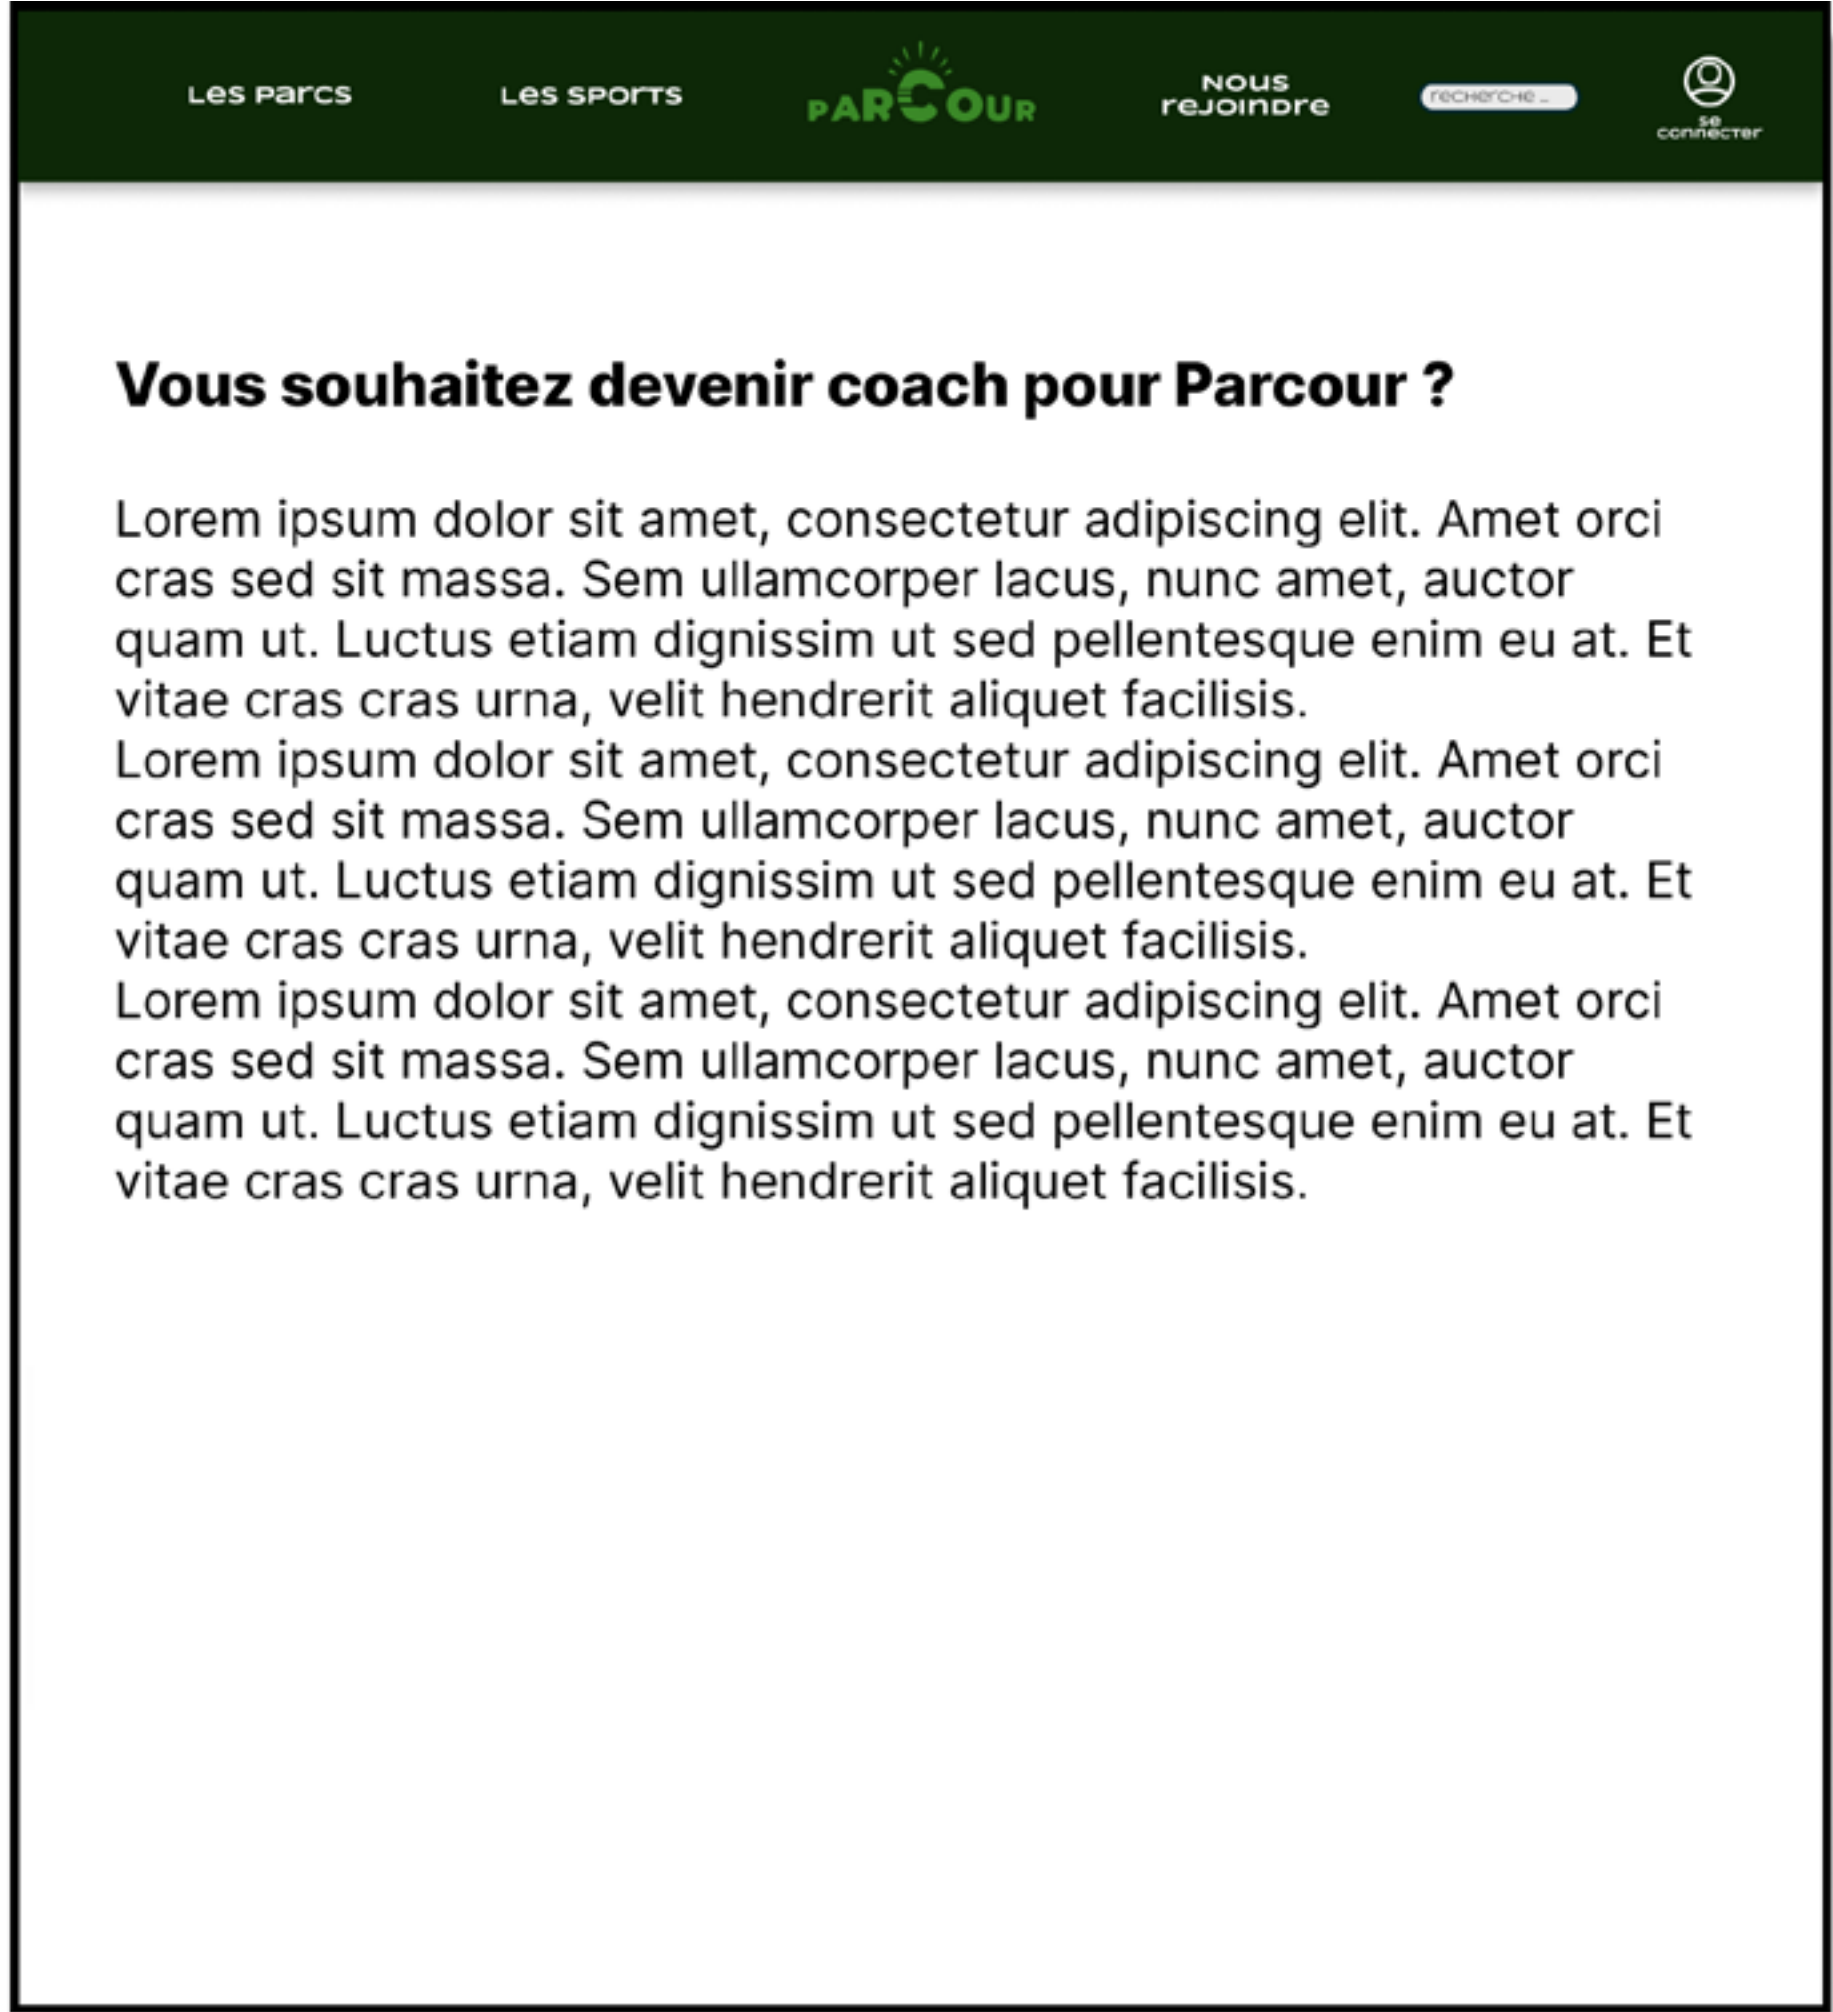 Les Parcs
Les sports
PARCOUR
Nous
rejoindre
recherche ...
se
connecter
Vous souhaitez devenir coach pour Parcour ?
Lorem ipsum dolor sit amet, consectetur adipiscing elit. Amet orci
cras sed sit massa. Sem ullamcorper lacus, nunc amet, auctor
quam ut. Luctus etiam dignissim ut sed pellentesque enim eu at. Et
vitae cras cras urna, velit hendrerit aliquet facilisis.
Lorem ipsum dolor sit amet, consectetur adipiscing elit. Amet orci
cras sed sit massa. Sem ullamcorper lacus, nunc amet, auctor
quam ut. Luctus etiam dignissim ut sed pellentesque enim eu at. Et
vitae cras cras urna, velit hendrerit aliquet facilisis.
Lorem ipsum dolor sit amet, consectetur adipiscing elit. Amet orci
cras sed sit massa. Sem ullamcorper lacus, nunc amet, auctor
quam ut. Luctus etiam dignissim ut sed pellentesque enim eu at. Et
vitae cras cras urna, velit hendrerit aliquet facilisis.